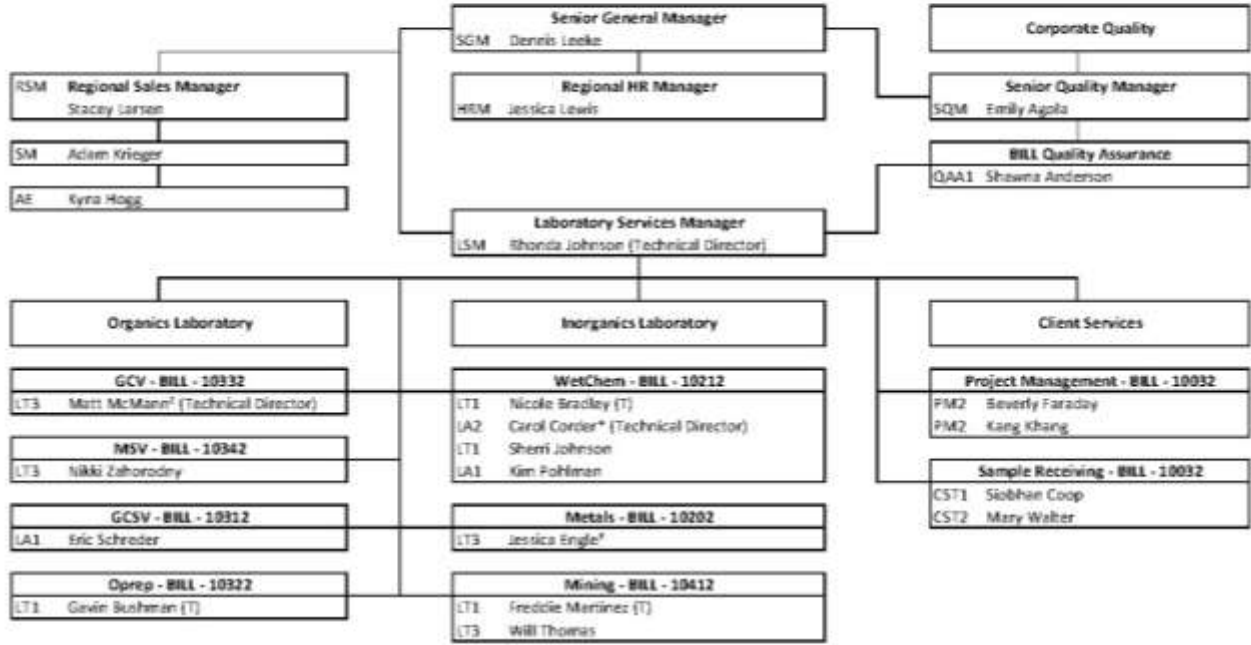 Senior General Manager
SGM Dennis Leeke
Corporate Quality
RSM Regional Sales Manager
Stacey Larsen
Regional HR Manager
HRM Jessica Lewis
Senior Quality Manager
SQM Emily Agola
SM Adam Krieger
BILL Quality Assurance
QAA1 Shawna Anderson
AE Kyra Hogg
Laboratory Services Manager
LSM Rhonda Johnson (Technical Director)
Organics Laboratory
Inorganics Laboratory
Client Services
GCV - BILL - 10332
LT3 Matt McMann (Technical Director)
MSV - BILL - 10342
LT3 Nikki Zahorodny
GCSV - BILL - 10312
LA1 Eric Schreder
Oprep - BILL - 10322
LT1 Gavin Bushman (T)
WetChem - BILL - 10212
LT1 Nicole Bradley (T)
LA2 Carol Corder* (Technical Director)
LT1 Sherri Johnson
LA1 Kim Pohlman
Metals - BILL - 10202
LT3 Jessica Engle
Mining - BILL - 10412
LT1 Freddie Martinez (T)
LT3 Will Thomas
Project Management - BILL - 10032
PM2 Beverly Faraday
PM2 Kang Khang
Sample Receiving - BILL - 10032
CST1 Siobhan Coop
CST2 Mary Walter